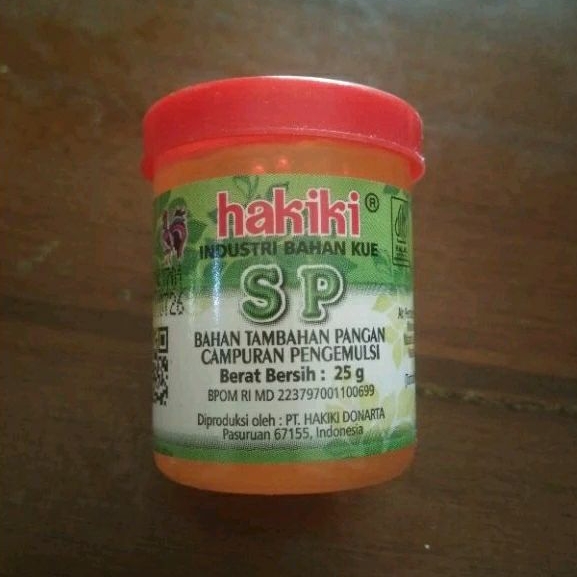 hakiki ®
INDUSTRI BAHAN KUE
SP
BAHAN TAMBAHAN PANGAN
CAMPURAN PENGEMULSI
Berat Bersih : 25 g
BPOM RI MD 223797001100699
Diproduksi oleh : PT. HAKIKI DONARTA
Pasuruan 67155, Indonesia
HALAL